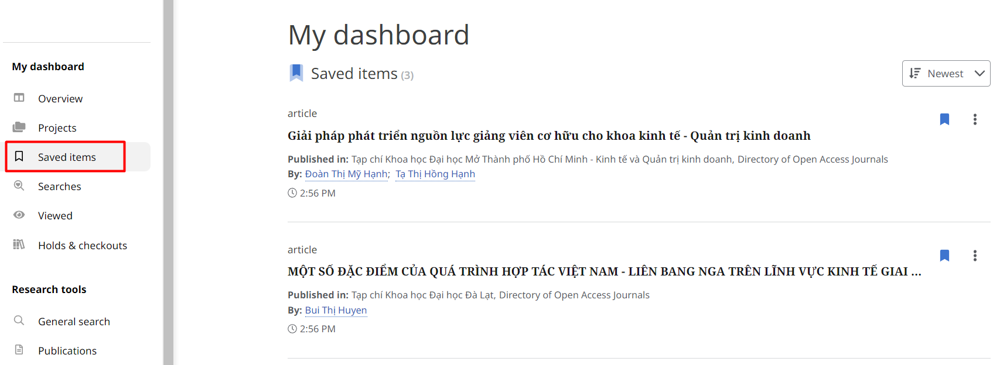 My dashboard
Overview
Projects
Saved items
Searches
Viewed
Holds & checkouts
Research tools
General search
Publications
My dashboard
Saved items (3)
Newest
article
Giải pháp phát triển nguồn lực giảng viên cơ hữu cho khoa kinh tế - Quản trị kinh doanh
Published in: Tạp chí Khoa học Đại học Mở Thành phố Hồ Chí Minh - Kinh tế và Quản trị kinh doanh, Directory of Open Access Journals
By: Đoàn Thị Mỹ Hạnh; Tạ Thị Hồng Hạnh
2:56 PM
article
MỘT SỐ ĐẶC ĐIỂM CỦA QUÁ TRÌNH HỢP TÁC VIỆT NAM - LIÊN BANG NGA TRÊN LĨNH VỰC KINH TẾ GIAI ...
Published in: Tạp chí Khoa học Đại học Đà Lạt, Directory of Open Access Journals
By: Bui Thị Huyen
2:56 PM